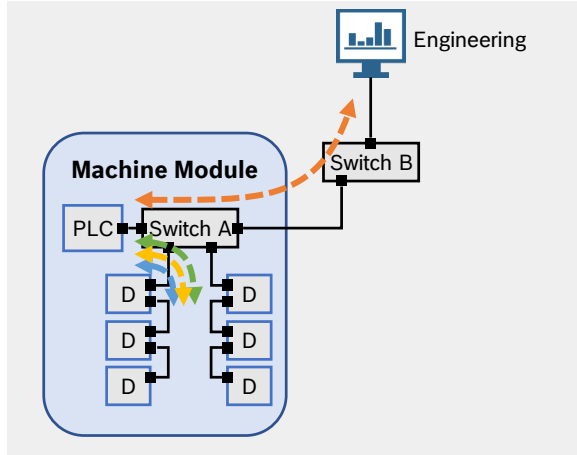 Engineering
Switch B
Machine Module
PLC
Switch A
D
D
D
D
D
D